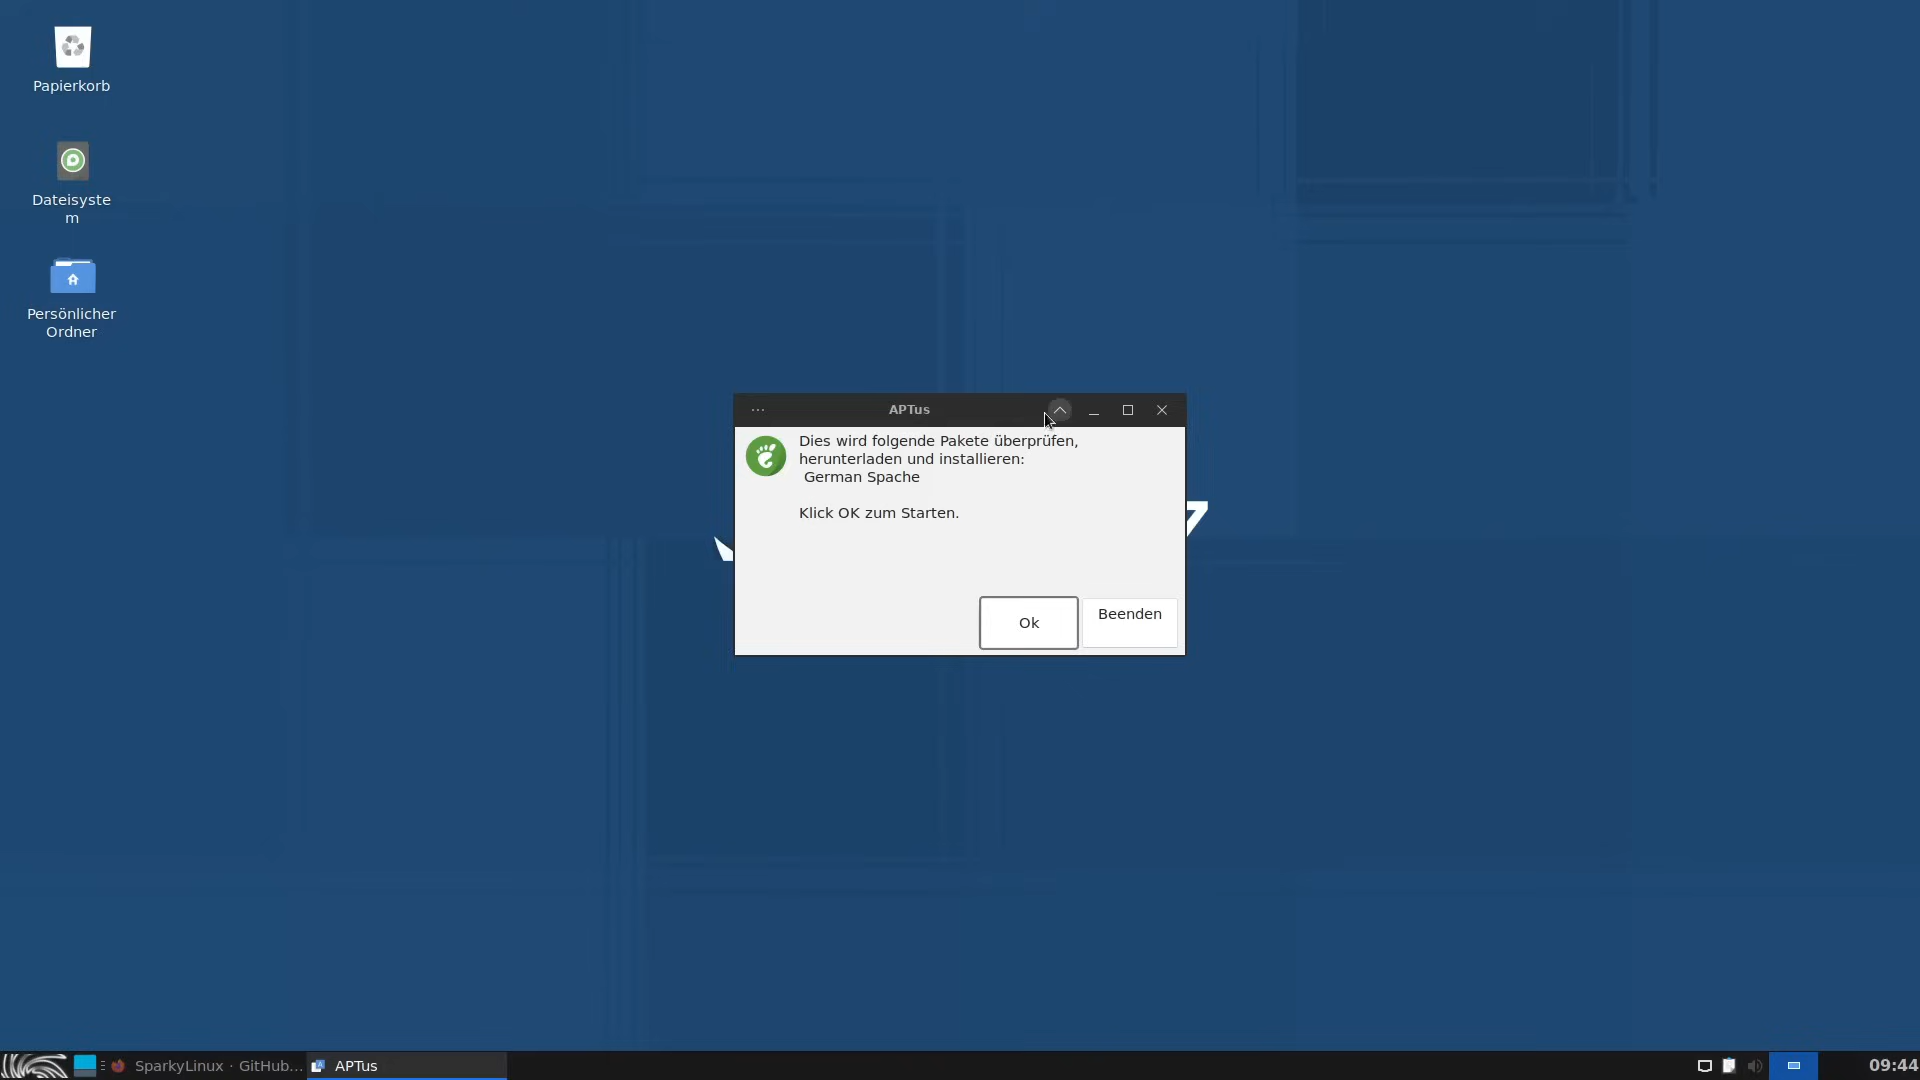 Papierkorb
Dateisyste
m
Persönlicher
Ordner
APTus
Dies wird folgende Pakete überprüfen,
herunterladen und installieren:
German Spache
Klick OK zum Starten.
Ok
Beenden
SparkyLinux · GitHub...
APTus
09:44